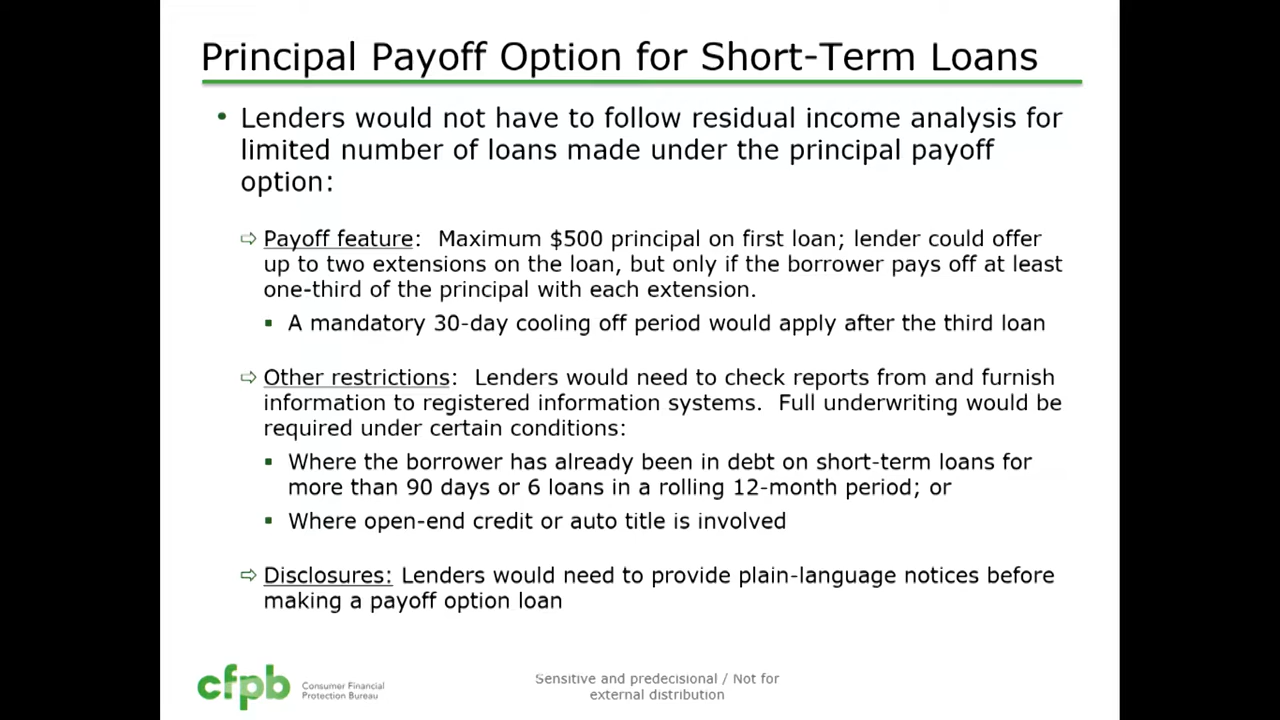 Principal Payoff Option for Short-Term Loans
• Lenders would not have to follow residual income analysis for
limited number of loans made under the principal payoff
option:
⇨ Payoff feature:  Maximum $500 principal on first loan; lender could offer
up to two extensions on the loan, but only if the borrower pays off at least
one-third of the principal with each extension.
▪ A mandatory 30-day cooling off period would apply after the third loan
⇨ Other restrictions:  Lenders would need to check reports from and furnish
information to registered information systems.  Full underwriting would be
required under certain conditions:
▪ Where the borrower has already been in debt on short-term loans for
more than 90 days or 6 loans in a rolling 12-month period; or
▪ Where open-end credit or auto title is involved
⇨ Disclosures: Lenders would need to provide plain-language notices before
making a payoff option loan
cfpb
Consumer Financial
Protection Bureau
Sensitive and predecisional / Not for
external distribution